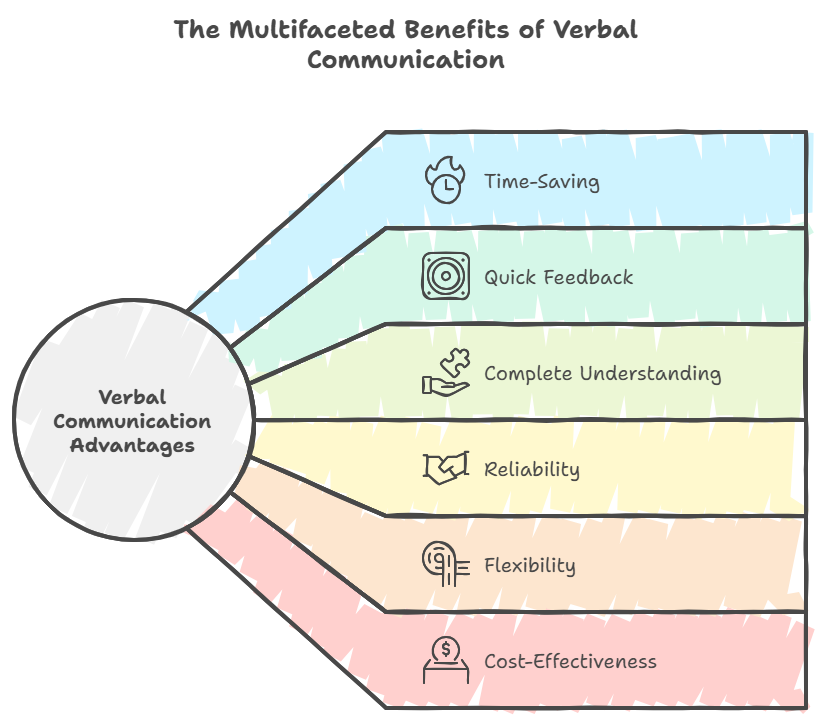 The Multifaceted Benefits of Verbal
Communication
Time-Saving
Quick Feedback
Complete Understanding
Verbal
Communication
Advantages
Reliability
Flexibility
$ Cost-Effectiveness